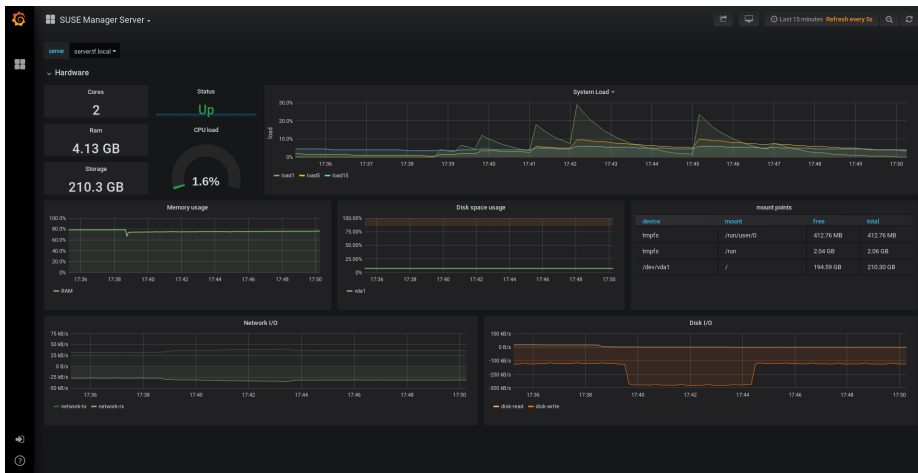 SUSE Manager Server
Last 15 minutes Refresh every 5s
server server.tf.local
Hardware
Cores
2
Ram
4.13 GB
Storage
210.3 GB
Status
Up
CPU load
1.6%
System Load
load
30.0%
20.0%
10.0%
0%
17:36 17:37 17:38 17:39 17:40 17:41 17:42 17:43 17:44 17:45 17:46 17:47 17:48 17:49 17:50
load1 load5 load15
Memory usage
100.0%
80.0%
60.0%
40.0%
20.0%
0%
17:36 17:38 17:40 17:42 17:44 17:46 17:48 17:50
RAM
Disk space usage
100.00%
75.00%
50.00%
25.00%
0%
17:36 17:38 17:40 17:42 17:44 17:46 17:48 17:50
vda1
mount points
device mount free total
tmpfs /run/user/0 412.76 MB 412.76 MB
tmpfs /run 2.04 GB 2.06 GB
/dev/vda1 / 194.59 GB 210.30 GB
Network I/O
75 kB/s
50 kB/s
25 kB/s
0 B/s
-25 kB/s
-50 kB/s
17:36 17:38 17:40 17:42 17:44 17:46 17:48 17:50
network-tx network-rx
Disk I/O
100 kB/s
0 B/s
-100 kB/s
-200 kB/s
-300 kB/s
17:36 17:38 17:40 17:42 17:44 17:46 17:48 17:50
disk-read disk-write